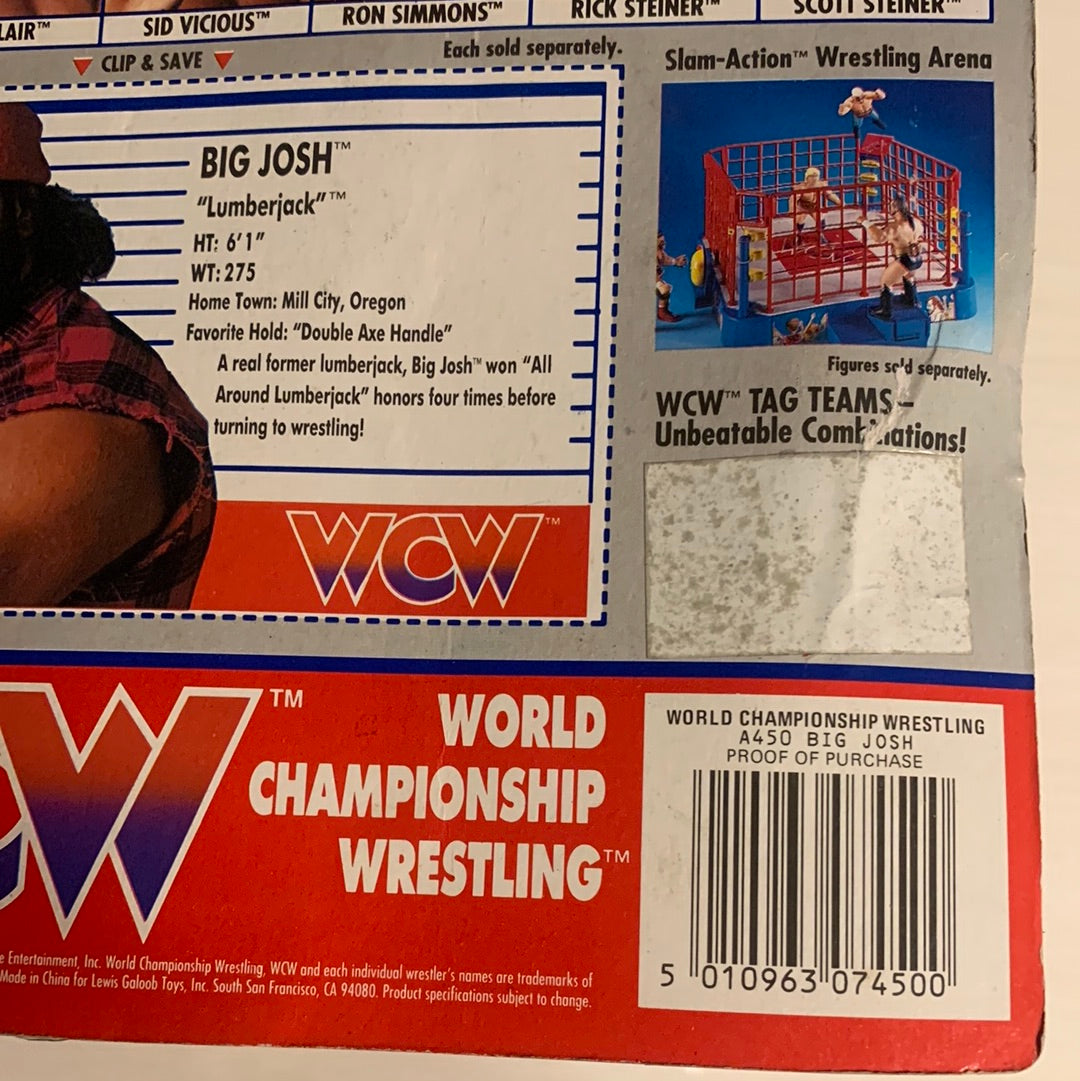 LAIR™
SID VICIOUS™
RON SIMMONS™
RICK STEINER™
SCOTT STEINER™
CLIP & SAVE
Each sold separately.
BIG JOSH™
"Lumberjack"™
HT: 6'1"
WT: 275
Home Town: Mill City, Oregon
Favorite Hold: "Double Axe Handle"
A real former lumberjack, Big Josh™ won "All
Around Lumberjack" honors four times before
turning to wrestling!
WCW™
Slam-Action™ Wrestling Arena
Figures sold separately.
WCW™ TAG TEAMS –
Unbeatable Combinations!
CW™
WORLD
CHAMPIONSHIP
WRESTLING™
e Entertainment, Inc. World Championship Wrestling, WCW and each individual wrestler's names are trademarks of
Made in China for Lewis Galoob Toys, Inc. South San Francisco, CA 94080. Product specifications subject to change.
WORLD CHAMPIONSHIP WRESTLING
A450 BIG JOSH
PROOF OF PURCHASE
5 010963 074500